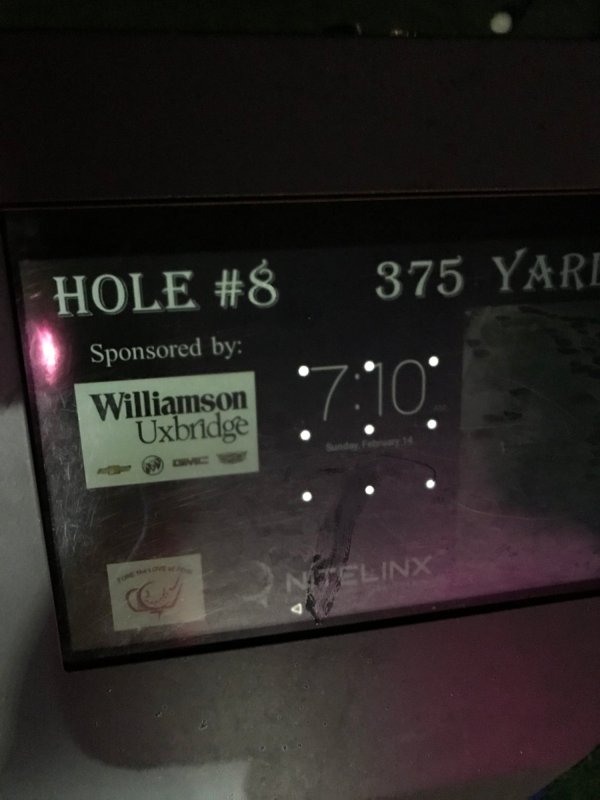 HOLE #8
375 YARD
Sponsored by:
Williamson
Uxbridge
GMC
7:10
Sunday, February 14
NITELINX